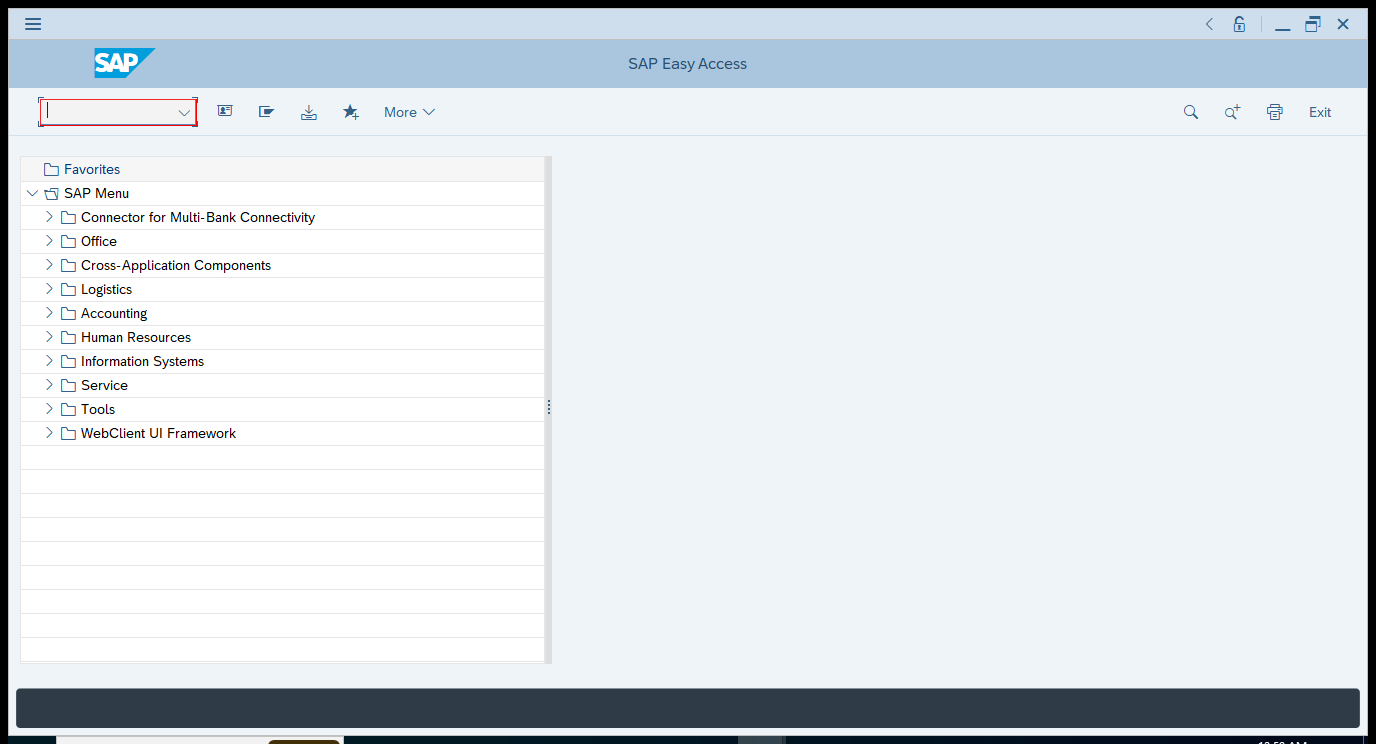 SAP
SAP Easy Access
More
Exit
Favorites
SAP Menu
Connector for Multi-Bank Connectivity
Office
Cross-Application Components
Logistics
Accounting
Human Resources
Information Systems
Service
Tools
WebClient UI Framework